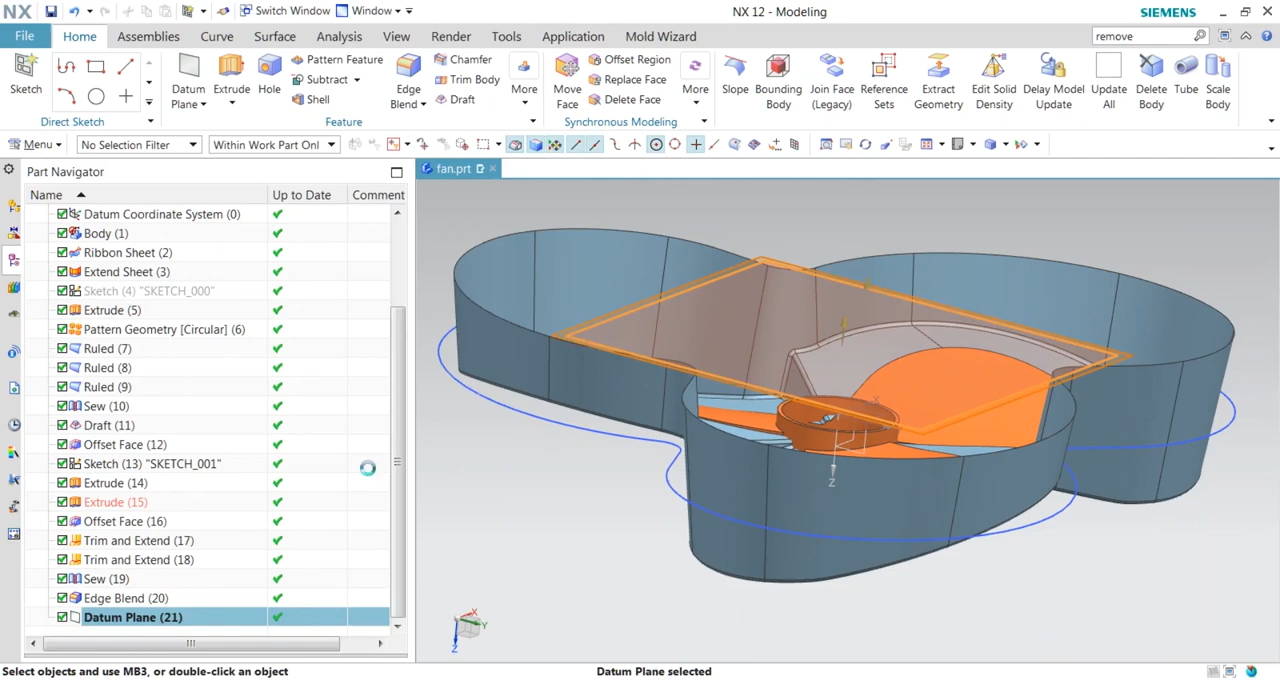 NX Switch Window Window NX 12 - Modeling SIEMENS
File Home Assemblies Curve Surface Analysis View Render Tools Application Mold Wizard remove
Sketch Direct Sketch
Datum Plane Extrude Hole Pattern Feature Subtract Shell Edge Blend Chamfer Trim Body Draft More Feature
Move Face Offset Region Replace Face Delete Face More Synchronous Modeling
Slope Bounding Body Join Face (Legacy) Reference Sets Extract Geometry Edit Solid Density Delay Model Update Update All Delete Body Tube Scale Body
Menu No Selection Filter Within Work Part Onl
Part Navigator fan.prt
Name Up to Date Comment
Datum Coordinate System (0)
Body (1)
Ribbon Sheet (2)
Extend Sheet (3)
Sketch (4) "SKETCH_000"
Extrude (5)
Pattern Geometry [Circular] (6)
Ruled (7)
Ruled (8)
Ruled (9)
Sew (10)
Draft (11)
Offset Face (12)
Sketch (13) "SKETCH_001"
Extrude (14)
Extrude (15)
Offset Face (16)
Trim and Extend (17)
Trim and Extend (18)
Sew (19)
Edge Blend (20)
Datum Plane (21)
X
Z
X
Y
Z
Select objects and use MB3, or double-click an object Datum Plane selected